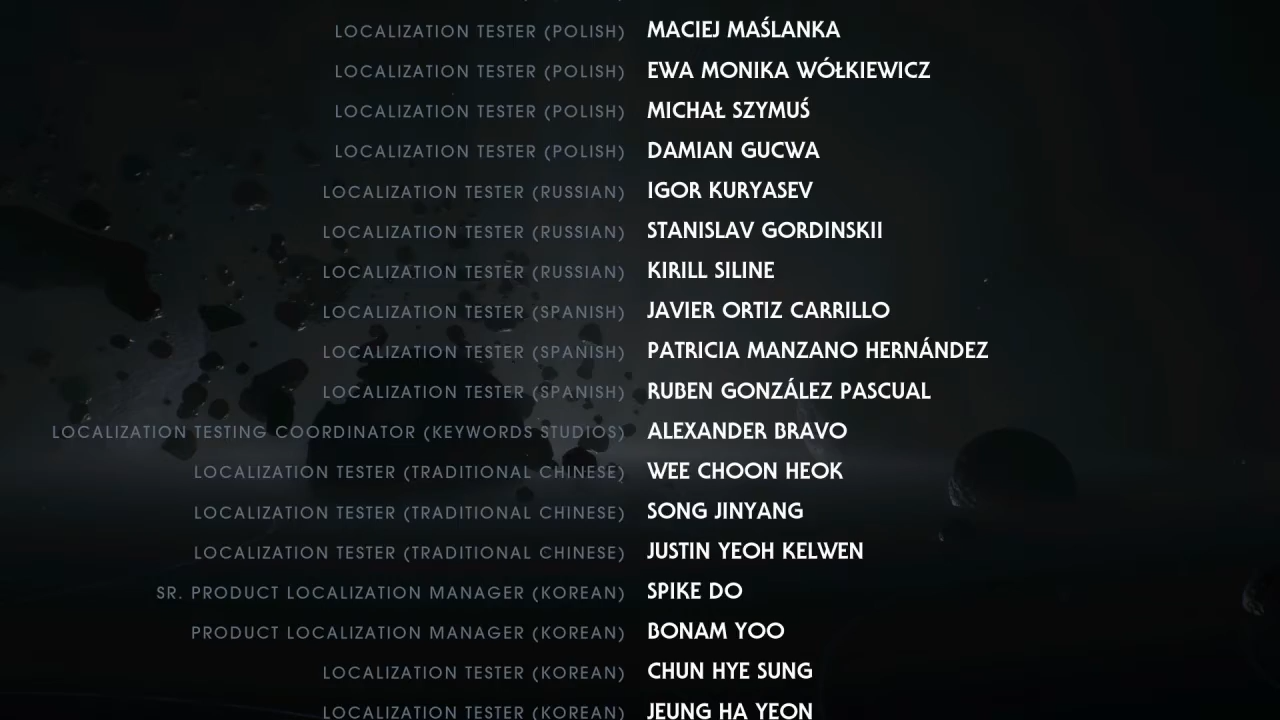 LOCALIZATION TESTER (POLISH) MACIEJ MAŚLANKA
LOCALIZATION TESTER (POLISH) EWA MONIKA WÓŁKIEWICZ
LOCALIZATION TESTER (POLISH) MICHAŁ SZYMUŚ
LOCALIZATION TESTER (POLISH) DAMIAN GUCWA
LOCALIZATION TESTER (RUSSIAN) IGOR KURYASEV
LOCALIZATION TESTER (RUSSIAN) STANISLAV GORDINSKII
LOCALIZATION TESTER (RUSSIAN) KIRILL SILINE
LOCALIZATION TESTER (SPANISH) JAVIER ORTIZ CARRILLO
LOCALIZATION TESTER (SPANISH) PATRICIA MANZANO HERNÁNDEZ
LOCALIZATION TESTER (SPANISH) RUBEN GONZÁLEZ PASCUAL
LOCALIZATION TESTING COORDINATOR (KEYWORDS STUDIOS) ALEXANDER BRAVO
LOCALIZATION TESTER (TRADITIONAL CHINESE) WEE CHOON HEOK
LOCALIZATION TESTER (TRADITIONAL CHINESE) SONG JINYANG
LOCALIZATION TESTER (TRADITIONAL CHINESE) JUSTIN YEOH KELWEN
SR. PRODUCT LOCALIZATION MANAGER (KOREAN) SPIKE DO
PRODUCT LOCALIZATION MANAGER (KOREAN) BONAM YOO
LOCALIZATION TESTER (KOREAN) CHUN HYE SUNG
LOCALIZATION TESTER (KOREAN) JEUNG HA YEON